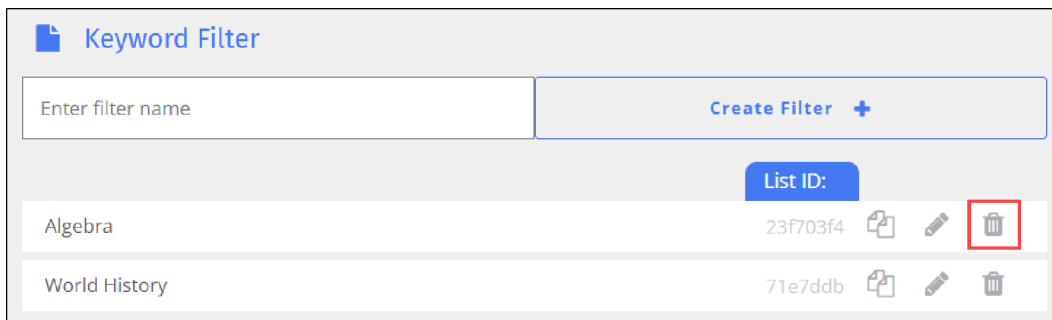 Keyword Filter
Enter filter name
Create Filter
List ID:
Algebra 23f703f4
World History 71e7ddb